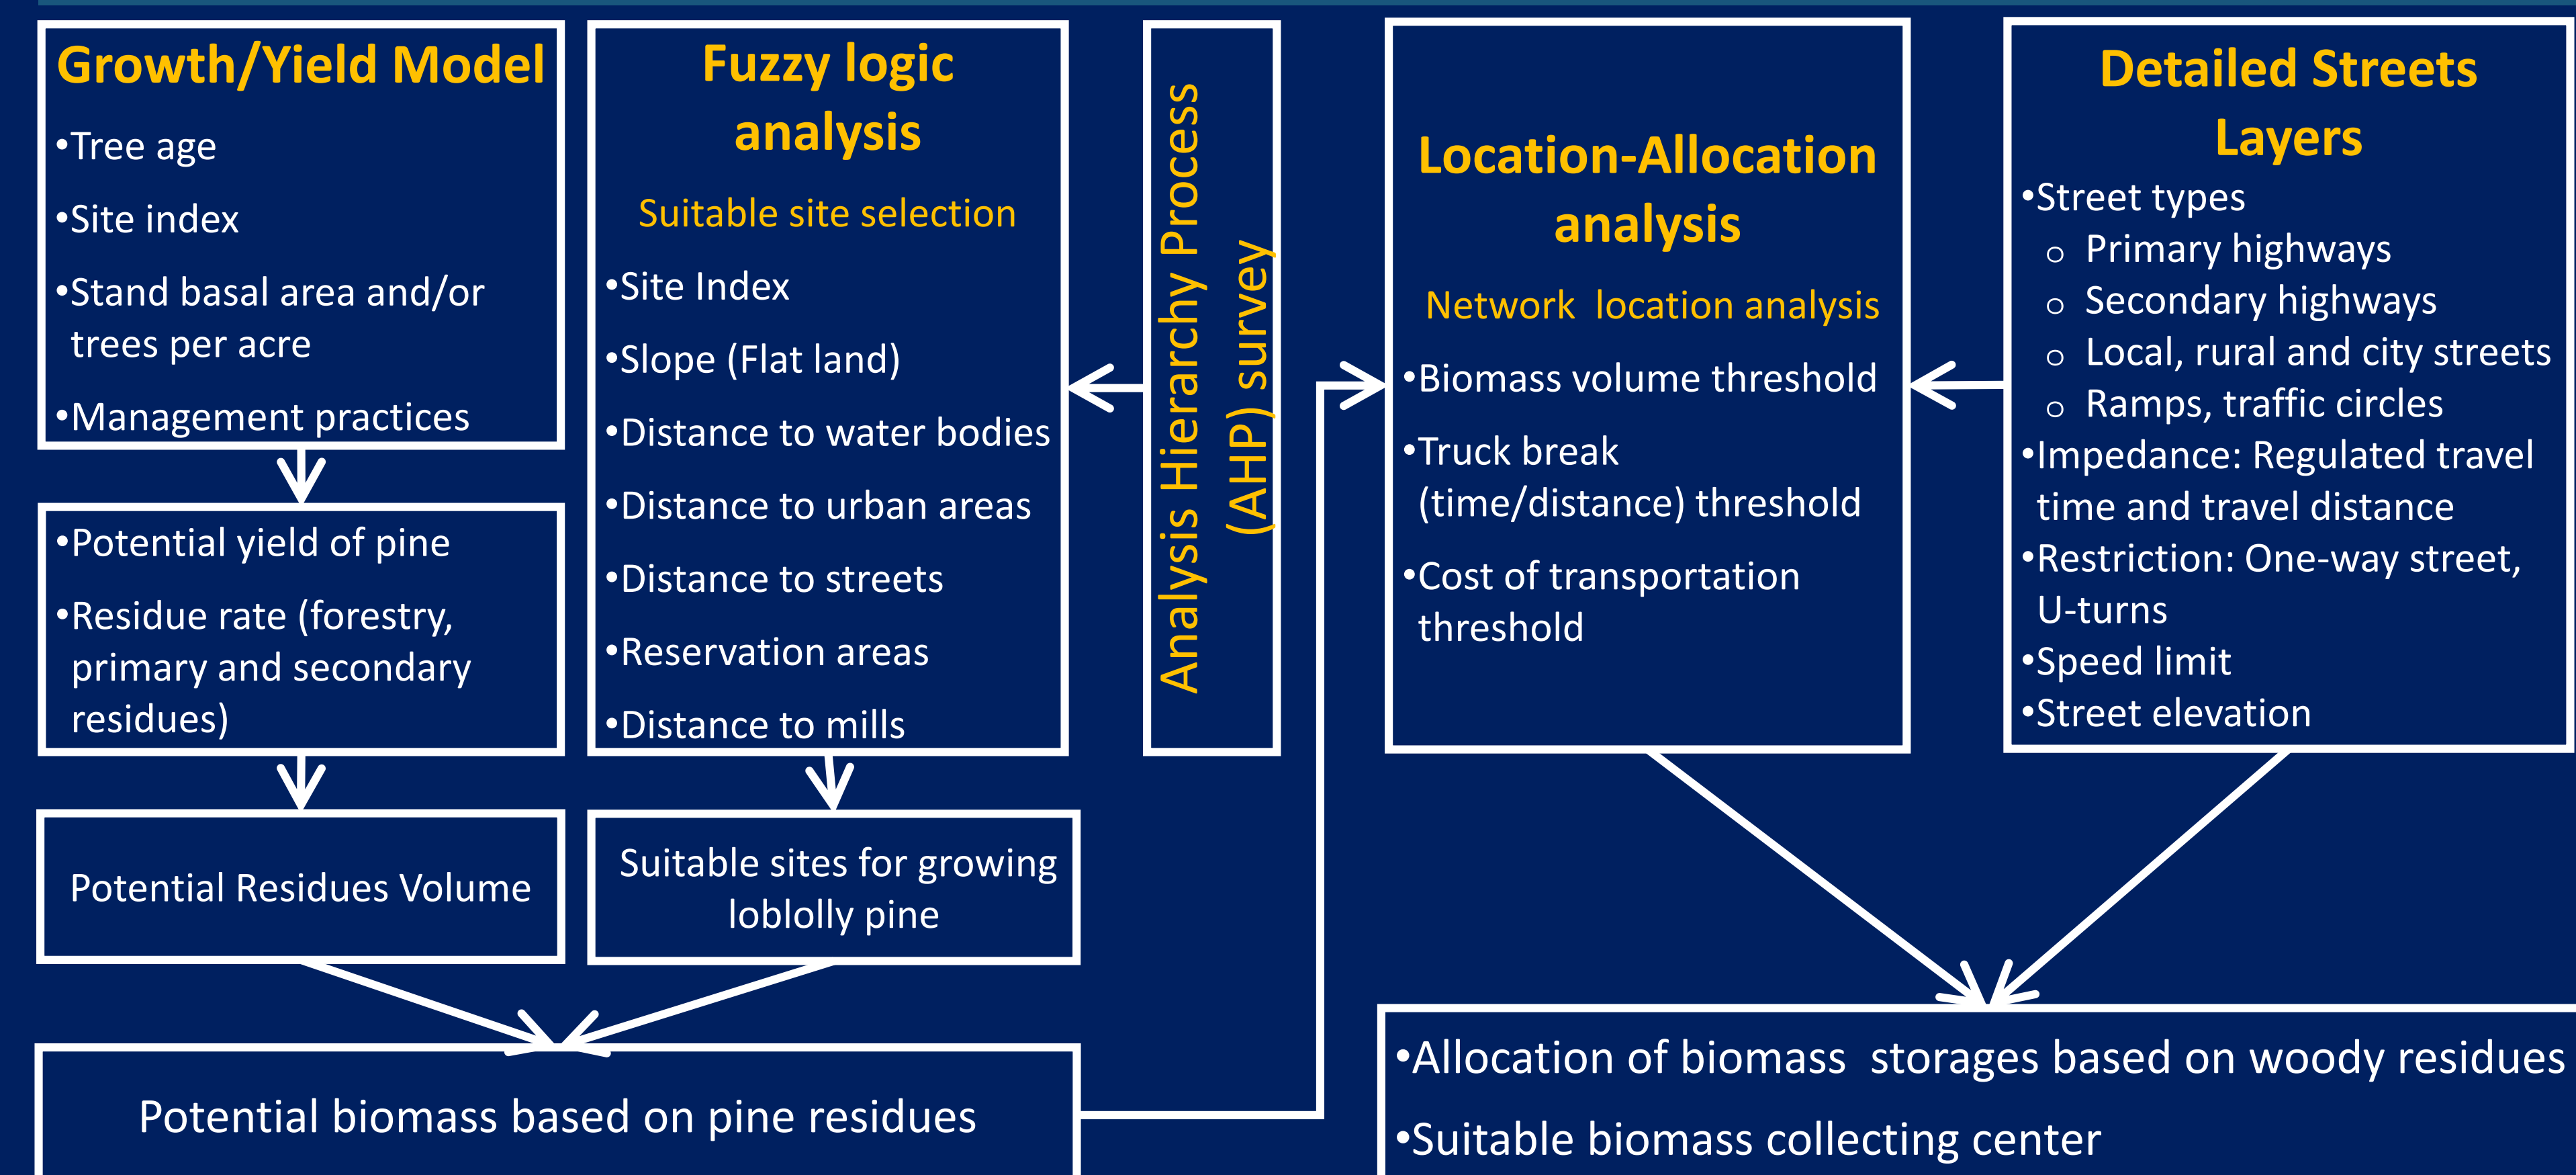 Growth/Yield Model
•Tree age
•Site index
•Stand basal area and/or
trees per acre
•Management practices
•Potential yield of pine
•Residue rate (forestry,
primary and secondary
residues)
Potential Residues Volume
Fuzzy logic
analysis
Suitable site selection
•Site Index
•Slope (Flat land)
•Distance to water bodies
•Distance to urban areas
•Distance to streets
•Reservation areas
•Distance to mills
Suitable sites for growing
loblolly pine
Potential biomass based on pine residues
Analysis Hierarchy Process
(AHP) survey
Location-Allocation
analysis
Network  location analysis
•Biomass volume threshold
•Truck break
(time/distance) threshold
•Cost of transportation
threshold
Detailed Streets
Layers
•Street types
o Primary highways
o Secondary highways
o Local, rural and city streets
o Ramps, traffic circles
•Impedance: Regulated travel
time and travel distance
•Restriction: One-way street,
U-turns
•Speed limit
•Street elevation
•Allocation of biomass  storages based on woody residues
•Suitable biomass collecting center